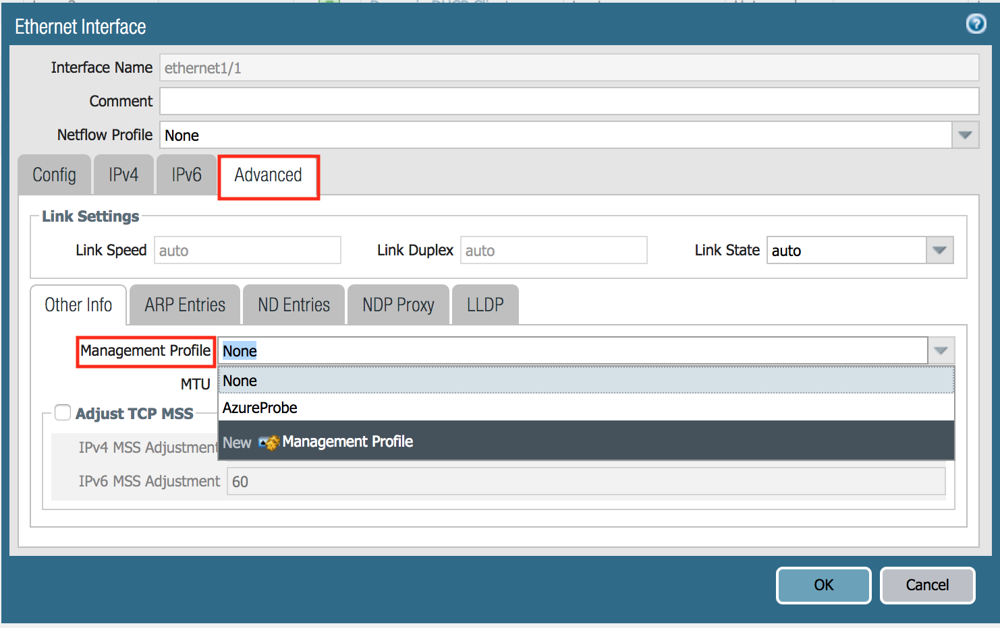 Ethernet Interface
Interface Name ethernet1/1
Comment
Netflow Profile None
Config IPv4 IPv6 Advanced
Link Settings
Link Speed auto Link Duplex auto Link State auto
Other Info ARP Entries ND Entries NDP Proxy LLDP
Management Profile None
MTU None
AzureProbe
Adjust TCP MSS
New Management Profile
IPv4 MSS Adjustment
IPv6 MSS Adjustment 60
OK Cancel